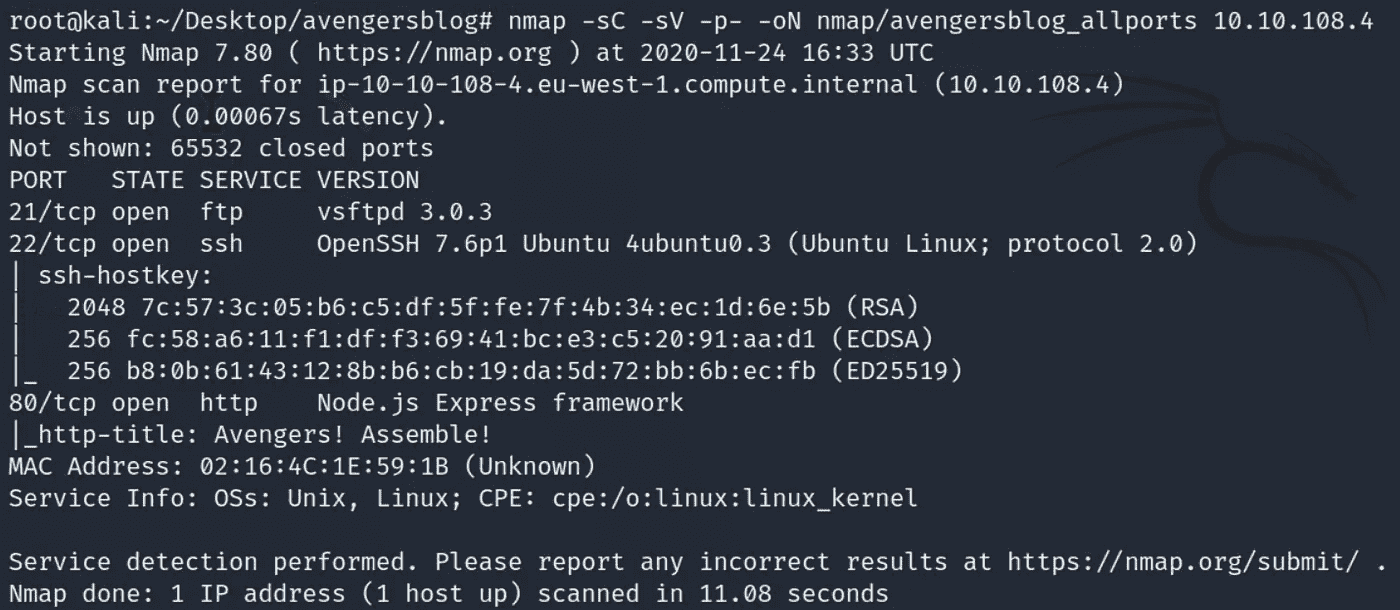 root@kali:~/Desktop/avengersblog# nmap -sC -sV -p- -oN nmap/avengersblog_allports 10.10.108.4
Starting Nmap 7.80 ( https://nmap.org ) at 2020-11-24 16:33 UTC
Nmap scan report for ip-10-10-108-4.eu-west-1.compute.internal (10.10.108.4)
Host is up (0.00067s latency).
Not shown: 65532 closed ports
PORT   STATE SERVICE VERSION
21/tcp open  ftp     vsftpd 3.0.3
22/tcp open  ssh     OpenSSH 7.6p1 Ubuntu 4ubuntu0.3 (Ubuntu Linux; protocol 2.0)
| ssh-hostkey:
|   2048 7c:57:3c:05:b6:c5:df:5f:fe:7f:4b:34:ec:1d:6e:5b (RSA)
|   256 fc:58:a6:11:f1:df:f3:69:41:bc:e3:c5:20:91:aa:d1 (ECDSA)
|_  256 b8:0b:61:43:12:8b:b6:cb:19:da:5d:72:bb:6b:ec:fb (ED25519)
80/tcp open  http    Node.js Express framework
|_http-title: Avengers! Assemble!
MAC Address: 02:16:4C:1E:59:1B (Unknown)
Service Info: OSs: Unix, Linux; CPE: cpe:/o:linux:linux_kernel
Service detection performed. Please report any incorrect results at https://nmap.org/submit/ .
Nmap done: 1 IP address (1 host up) scanned in 11.08 seconds